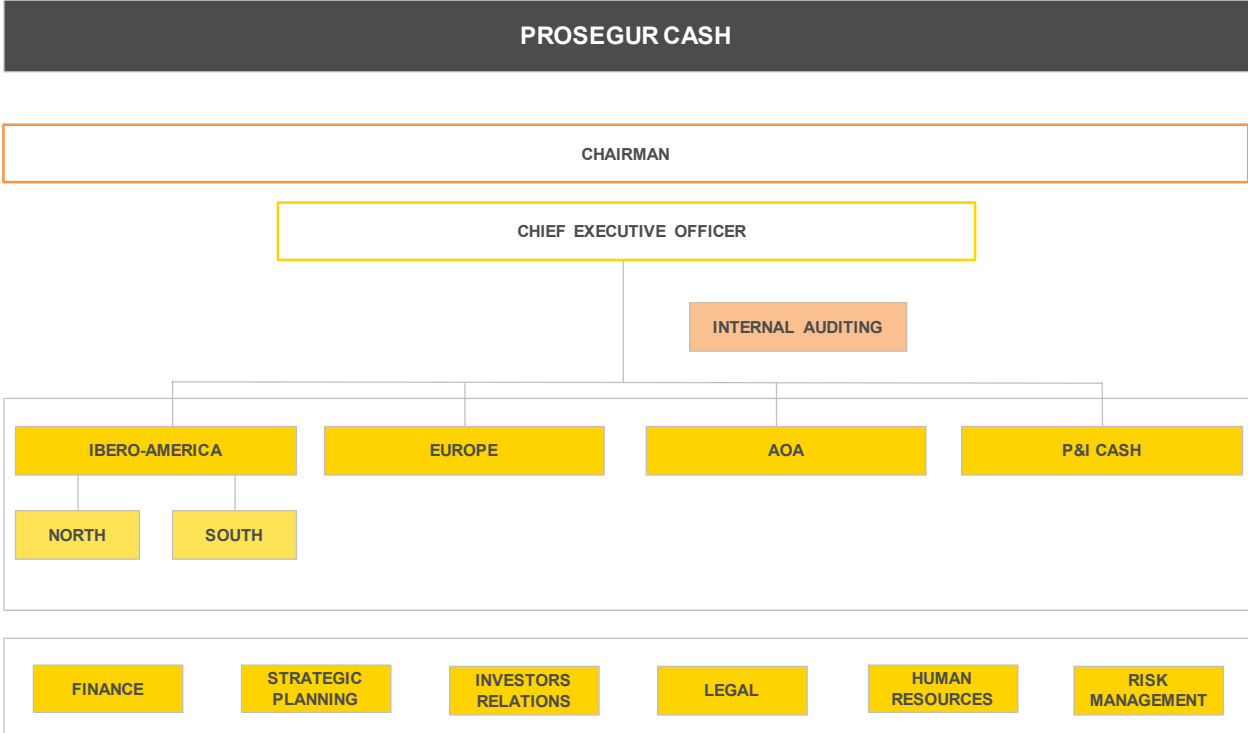 PROSEGUR CASH
CHAIRMAN
CHIEF EXECUTIVE OFFICER
INTERNAL AUDITING
IBERO-AMERICA
EUROPE
AOA
P&I CASH
NORTH
SOUTH
FINANCE
STRATEGIC
PLANNING
INVESTORS
RELATIONS
LEGAL
HUMAN
RESOURCES
RISK
MANAGEMENT